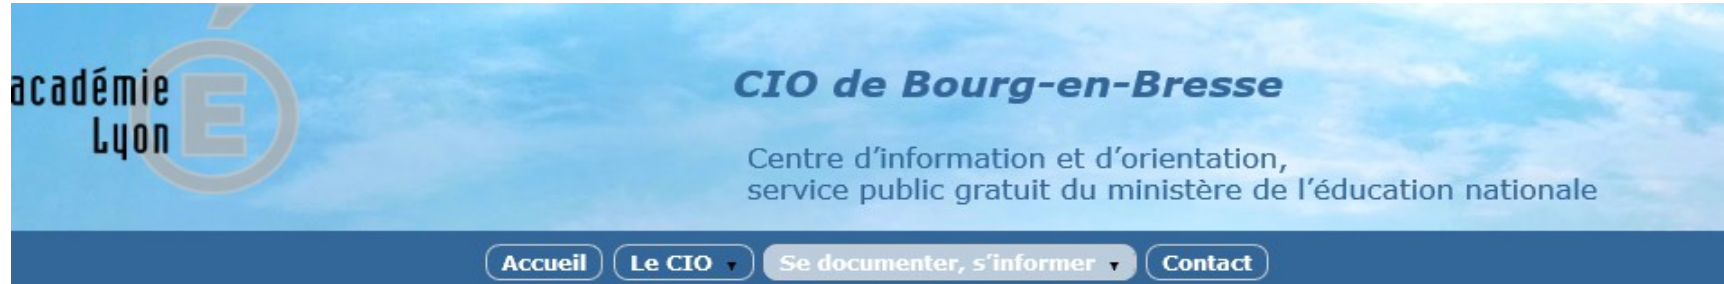 académie
Lyon
É
CIO de Bourg-en-Bresse
Centre d’information et d’orientation,
service public gratuit du ministère de l’éducation nationale
Accueil Le CIO Se documenter, s’informer Contact